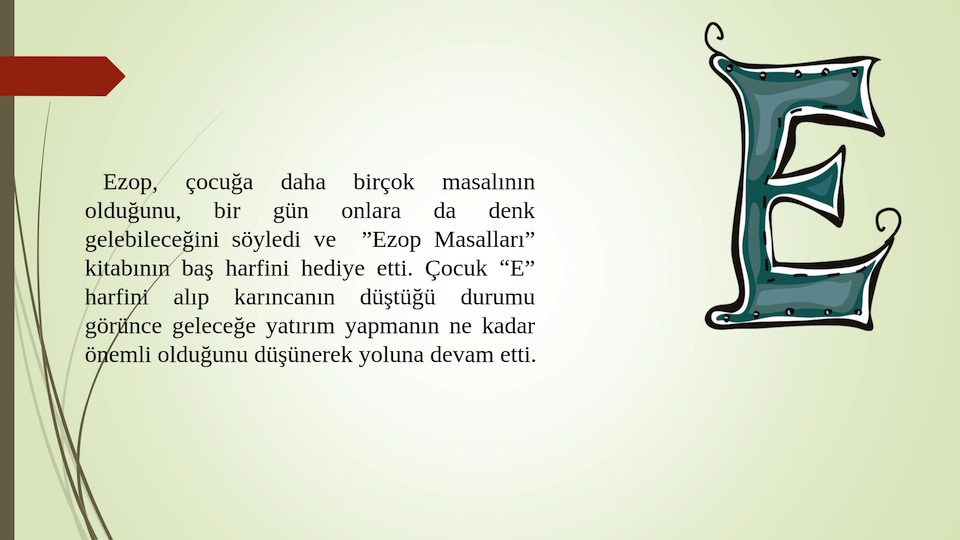 Ezop, çocuğa daha birçok masalının
olduğunu, bir gün onlara da denk
gelebileceğini söyledi ve ”Ezop Masalları”
kitabının baş harfini hediye etti. Çocuk “E”
harfini alıp karıncanın düştüğü durumu
görünce geleceğe yatırım yapmanın ne kadar
önemli olduğunu düşünerek yoluna devam etti.
E